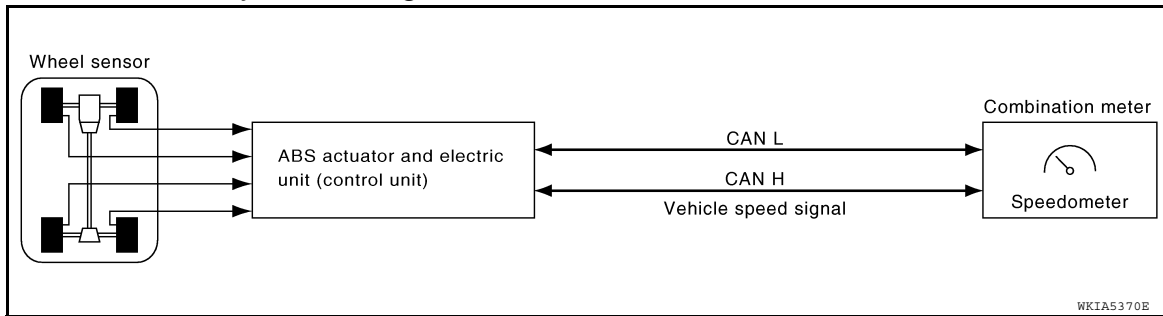 Wheel sensor
ABS actuator and electric
unit (control unit)
CAN L
CAN H
Vehicle speed signal
Combination meter
Speedometer
WKIA5370E